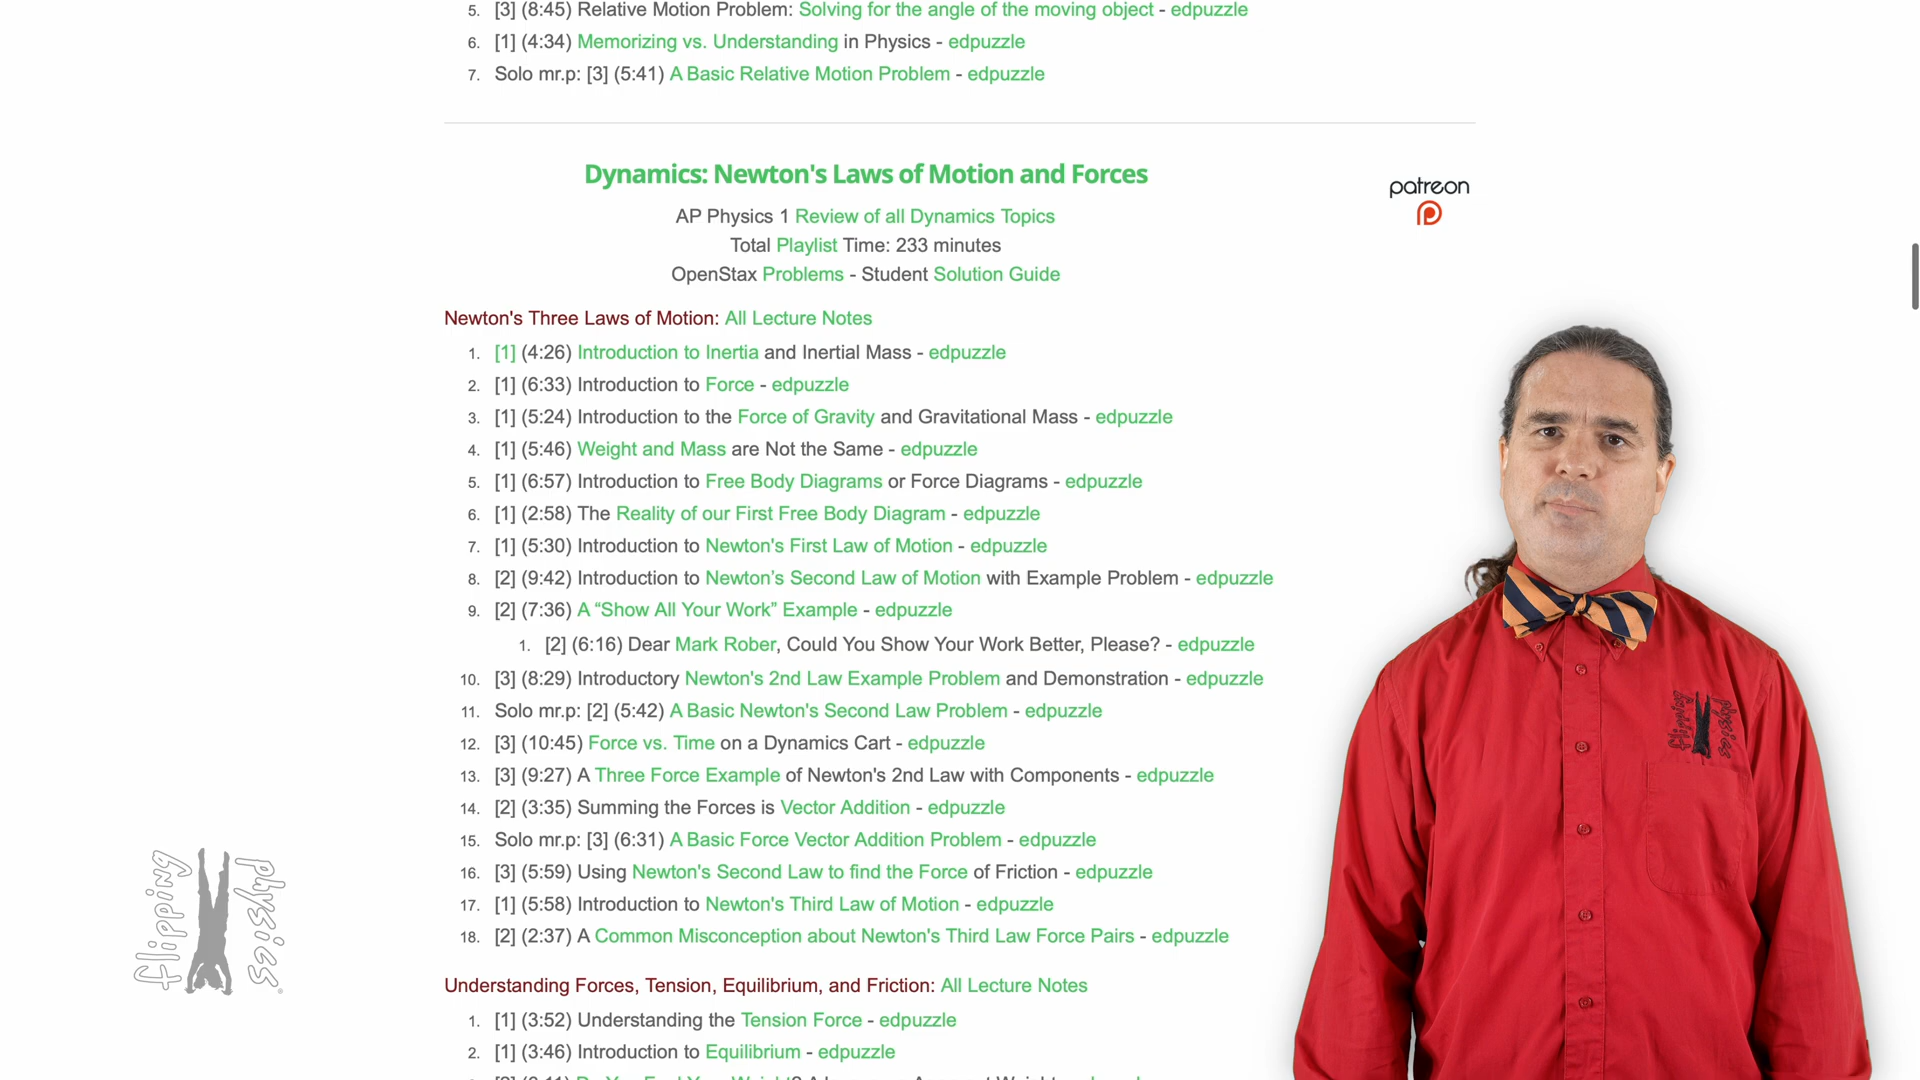 5. [3] (8:45) Relative Motion Problem: Solving for the angle of the moving object - edpuzzle
6. [1] (4:34) Memorizing vs. Understanding in Physics - edpuzzle
7. Solo mr.p: [3] (5:41) A Basic Relative Motion Problem - edpuzzle
Dynamics: Newton's Laws of Motion and Forces
patreon
AP Physics 1 Review of all Dynamics Topics
Total Playlist Time: 233 minutes
OpenStax Problems - Student Solution Guide
Newton's Three Laws of Motion: All Lecture Notes
1. [1] (4:26) Introduction to Inertia and Inertial Mass - edpuzzle
2. [1] (6:33) Introduction to Force - edpuzzle
3. [1] (5:24) Introduction to the Force of Gravity and Gravitational Mass - edpuzzle
4. [1] (5:46) Weight and Mass are Not the Same - edpuzzle
5. [1] (6:57) Introduction to Free Body Diagrams or Force Diagrams - edpuzzle
6. [1] (2:58) The Reality of our First Free Body Diagram - edpuzzle
7. [1] (5:30) Introduction to Newton's First Law of Motion - edpuzzle
8. [2] (9:42) Introduction to Newton’s Second Law of Motion with Example Problem - edpuzzle
9. [2] (7:36) A “Show All Your Work” Example - edpuzzle
1. [2] (6:16) Dear Mark Rober, Could You Show Your Work Better, Please? - edpuzzle
10. [3] (8:29) Introductory Newton's 2nd Law Example Problem and Demonstration - edpuzzle
11. Solo mr.p: [2] (5:42) A Basic Newton's Second Law Problem - edpuzzle
12. [3] (10:45) Force vs. Time on a Dynamics Cart - edpuzzle
13. [3] (9:27) A Three Force Example of Newton's 2nd Law with Components - edpuzzle
14. [2] (3:35) Summing the Forces is Vector Addition - edpuzzle
15. Solo mr.p: [3] (6:31) A Basic Force Vector Addition Problem - edpuzzle
16. [3] (5:59) Using Newton's Second Law to find the Force of Friction - edpuzzle
17. [1] (5:58) Introduction to Newton's Third Law of Motion - edpuzzle
18. [2] (2:37) A Common Misconception about Newton's Third Law Force Pairs - edpuzzle
Understanding Forces, Tension, Equilibrium, and Friction: All Lecture Notes
1. [1] (3:52) Understanding the Tension Force - edpuzzle
2. [1] (3:46) Introduction to Equilibrium - edpuzzle
flipping physics
flipping physics